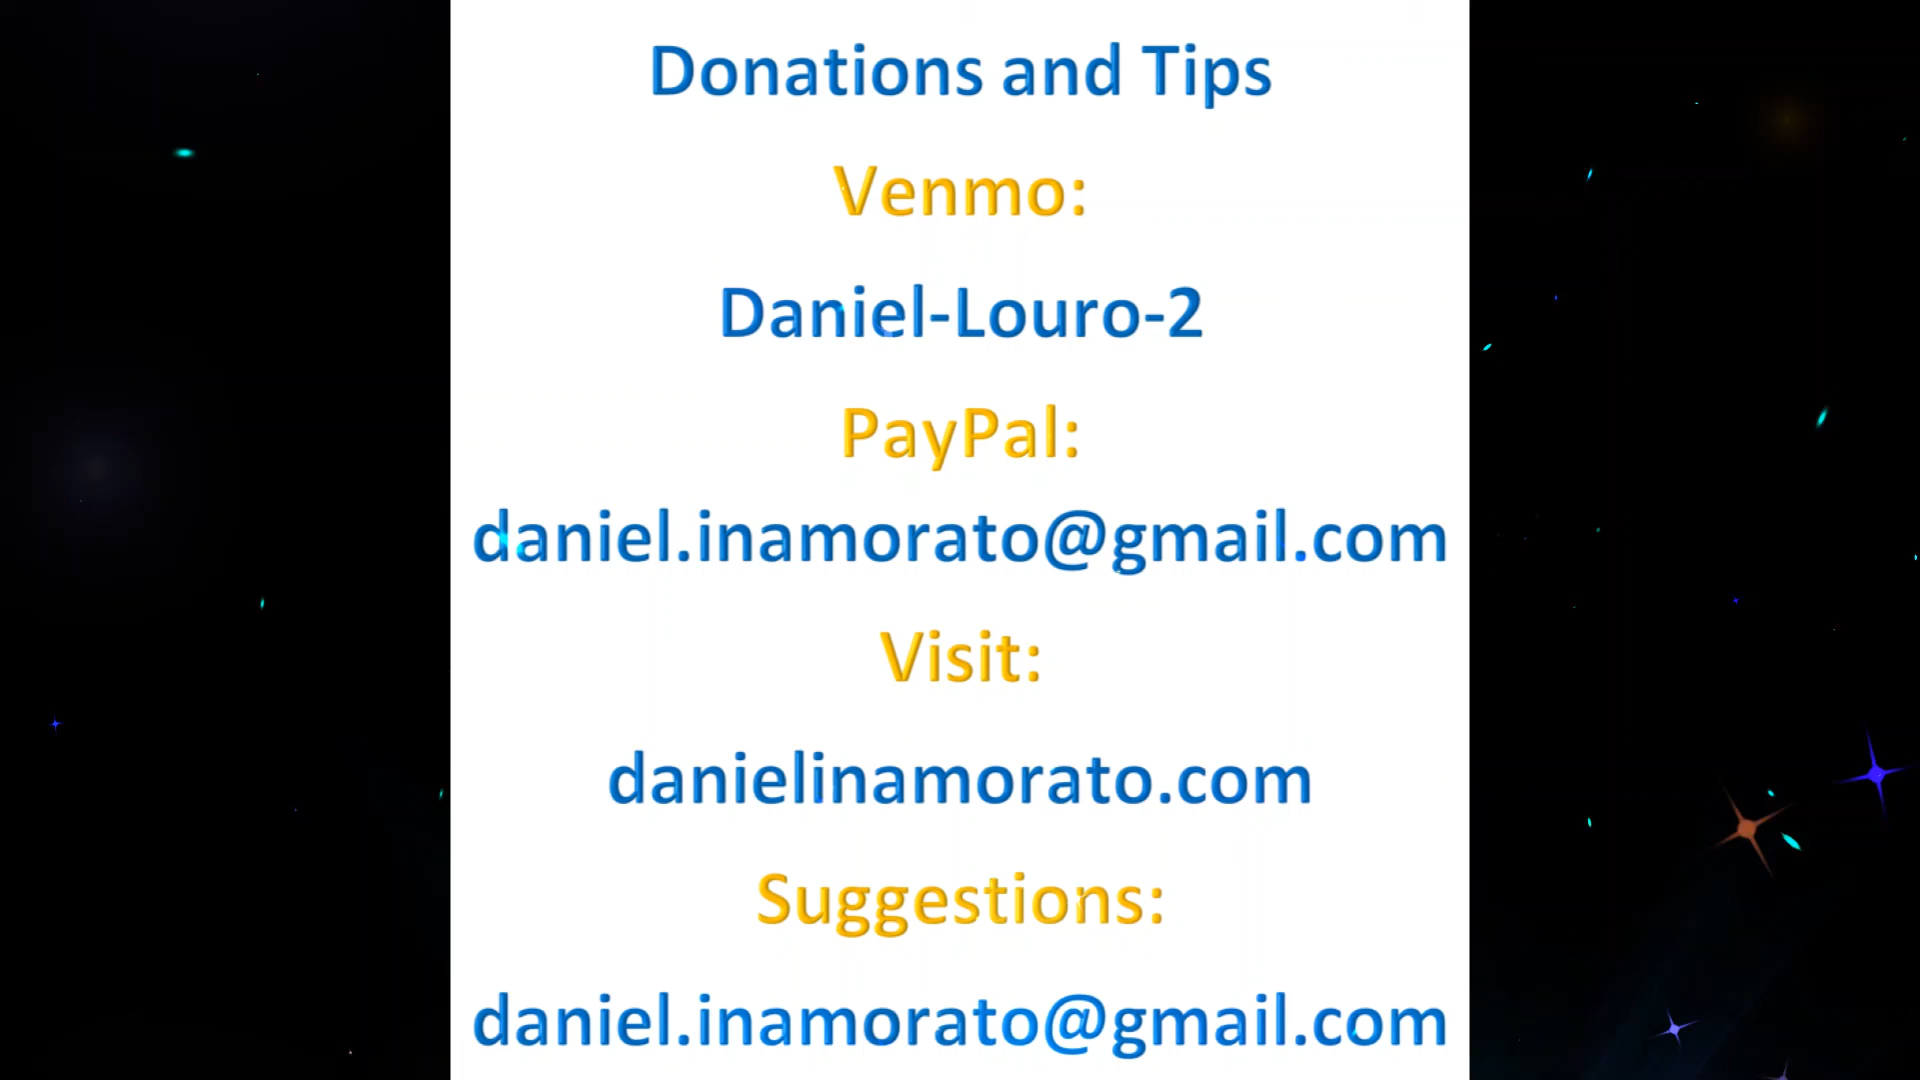 Donations and Tips
Venmo:
Daniel-Louro-2
PayPal:
daniel.inamorato@gmail.com
Visit:
danielinamorato.com
Suggestions:
daniel.inamorato@gmail.com